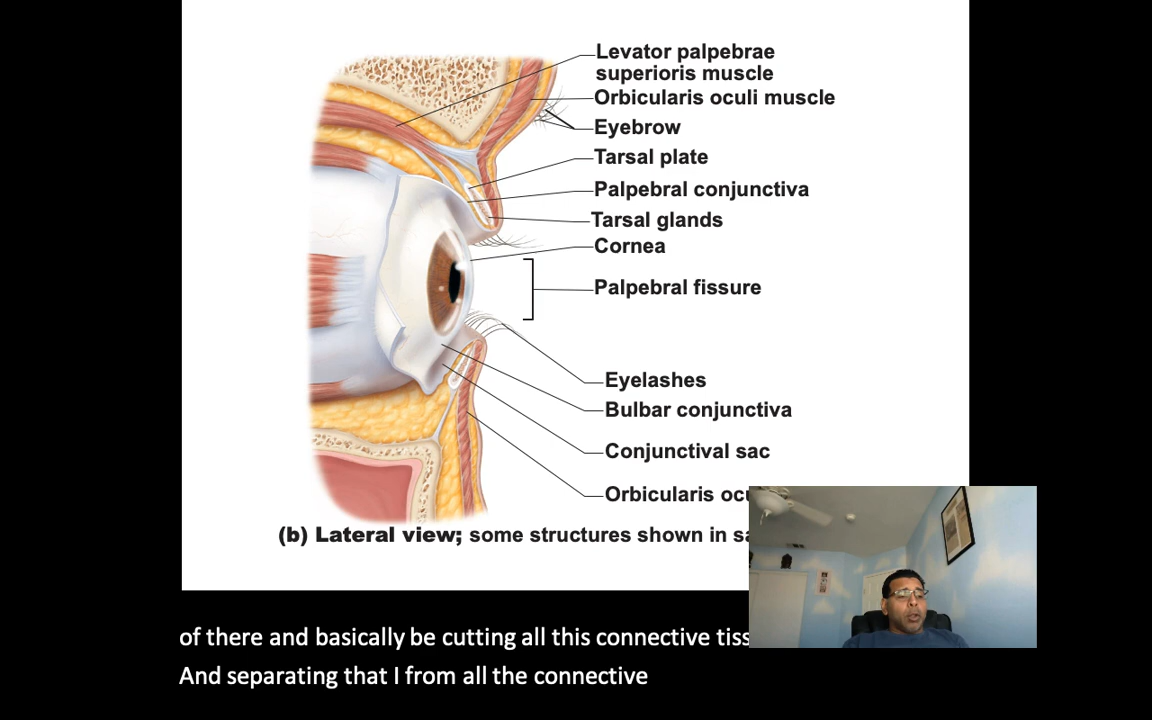 Levator palpebrae
superioris muscle
Orbicularis oculi muscle
Eyebrow
Tarsal plate
Palpebral conjunctiva
Tarsal glands
Cornea
Palpebral fissure
Eyelashes
Bulbar conjunctiva
Conjunctival sac
Orbicularis
(b) Lateral view; some structures shown in
of there and basically be cutting all this connective
And separating that I from all the connective